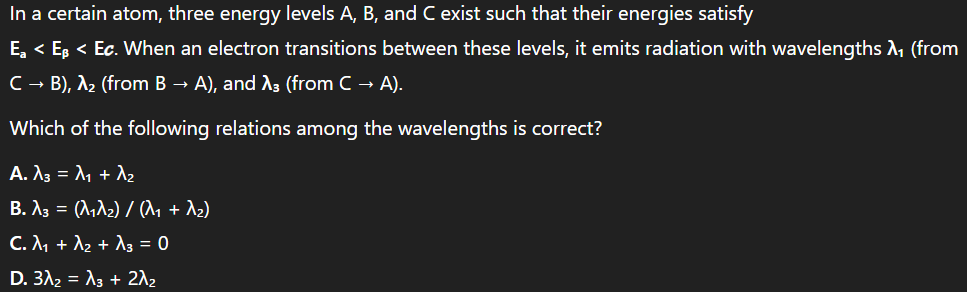 In a certain atom, three energy levels A, B, and C exist such that their energies satisfy
Eₐ < Eᵦ < Ec. When an electron transitions between these levels, it emits radiation with wavelengths λ₁ (from
C → B), λ₂ (from B → A), and λ₃ (from C → A).
Which of the following relations among the wavelengths is correct?
A. λ₃ = λ₁ + λ₂
B. λ₃ = (λ₁λ₂) / (λ₁ + λ₂)
C. λ₁ + λ₂ + λ₃ = 0
D. 3λ₂ = λ₃ + 2λ₂